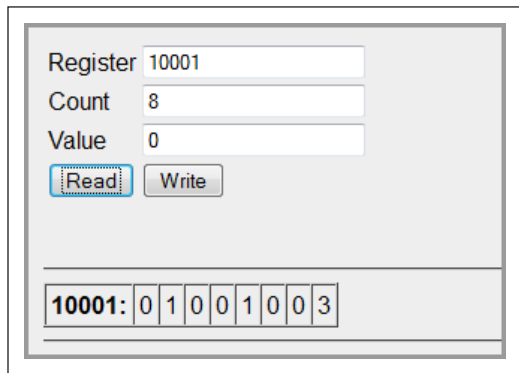 Register 10001
Count 8
Value 0
Read Write
10001: 0 1 0 0 1 0 0 3